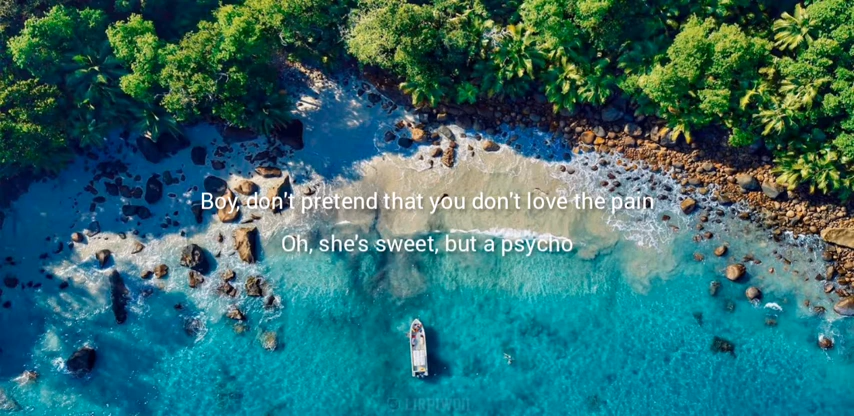 Boy, don't pretend that you don't love the pain
Oh, she's sweet, but a psycho